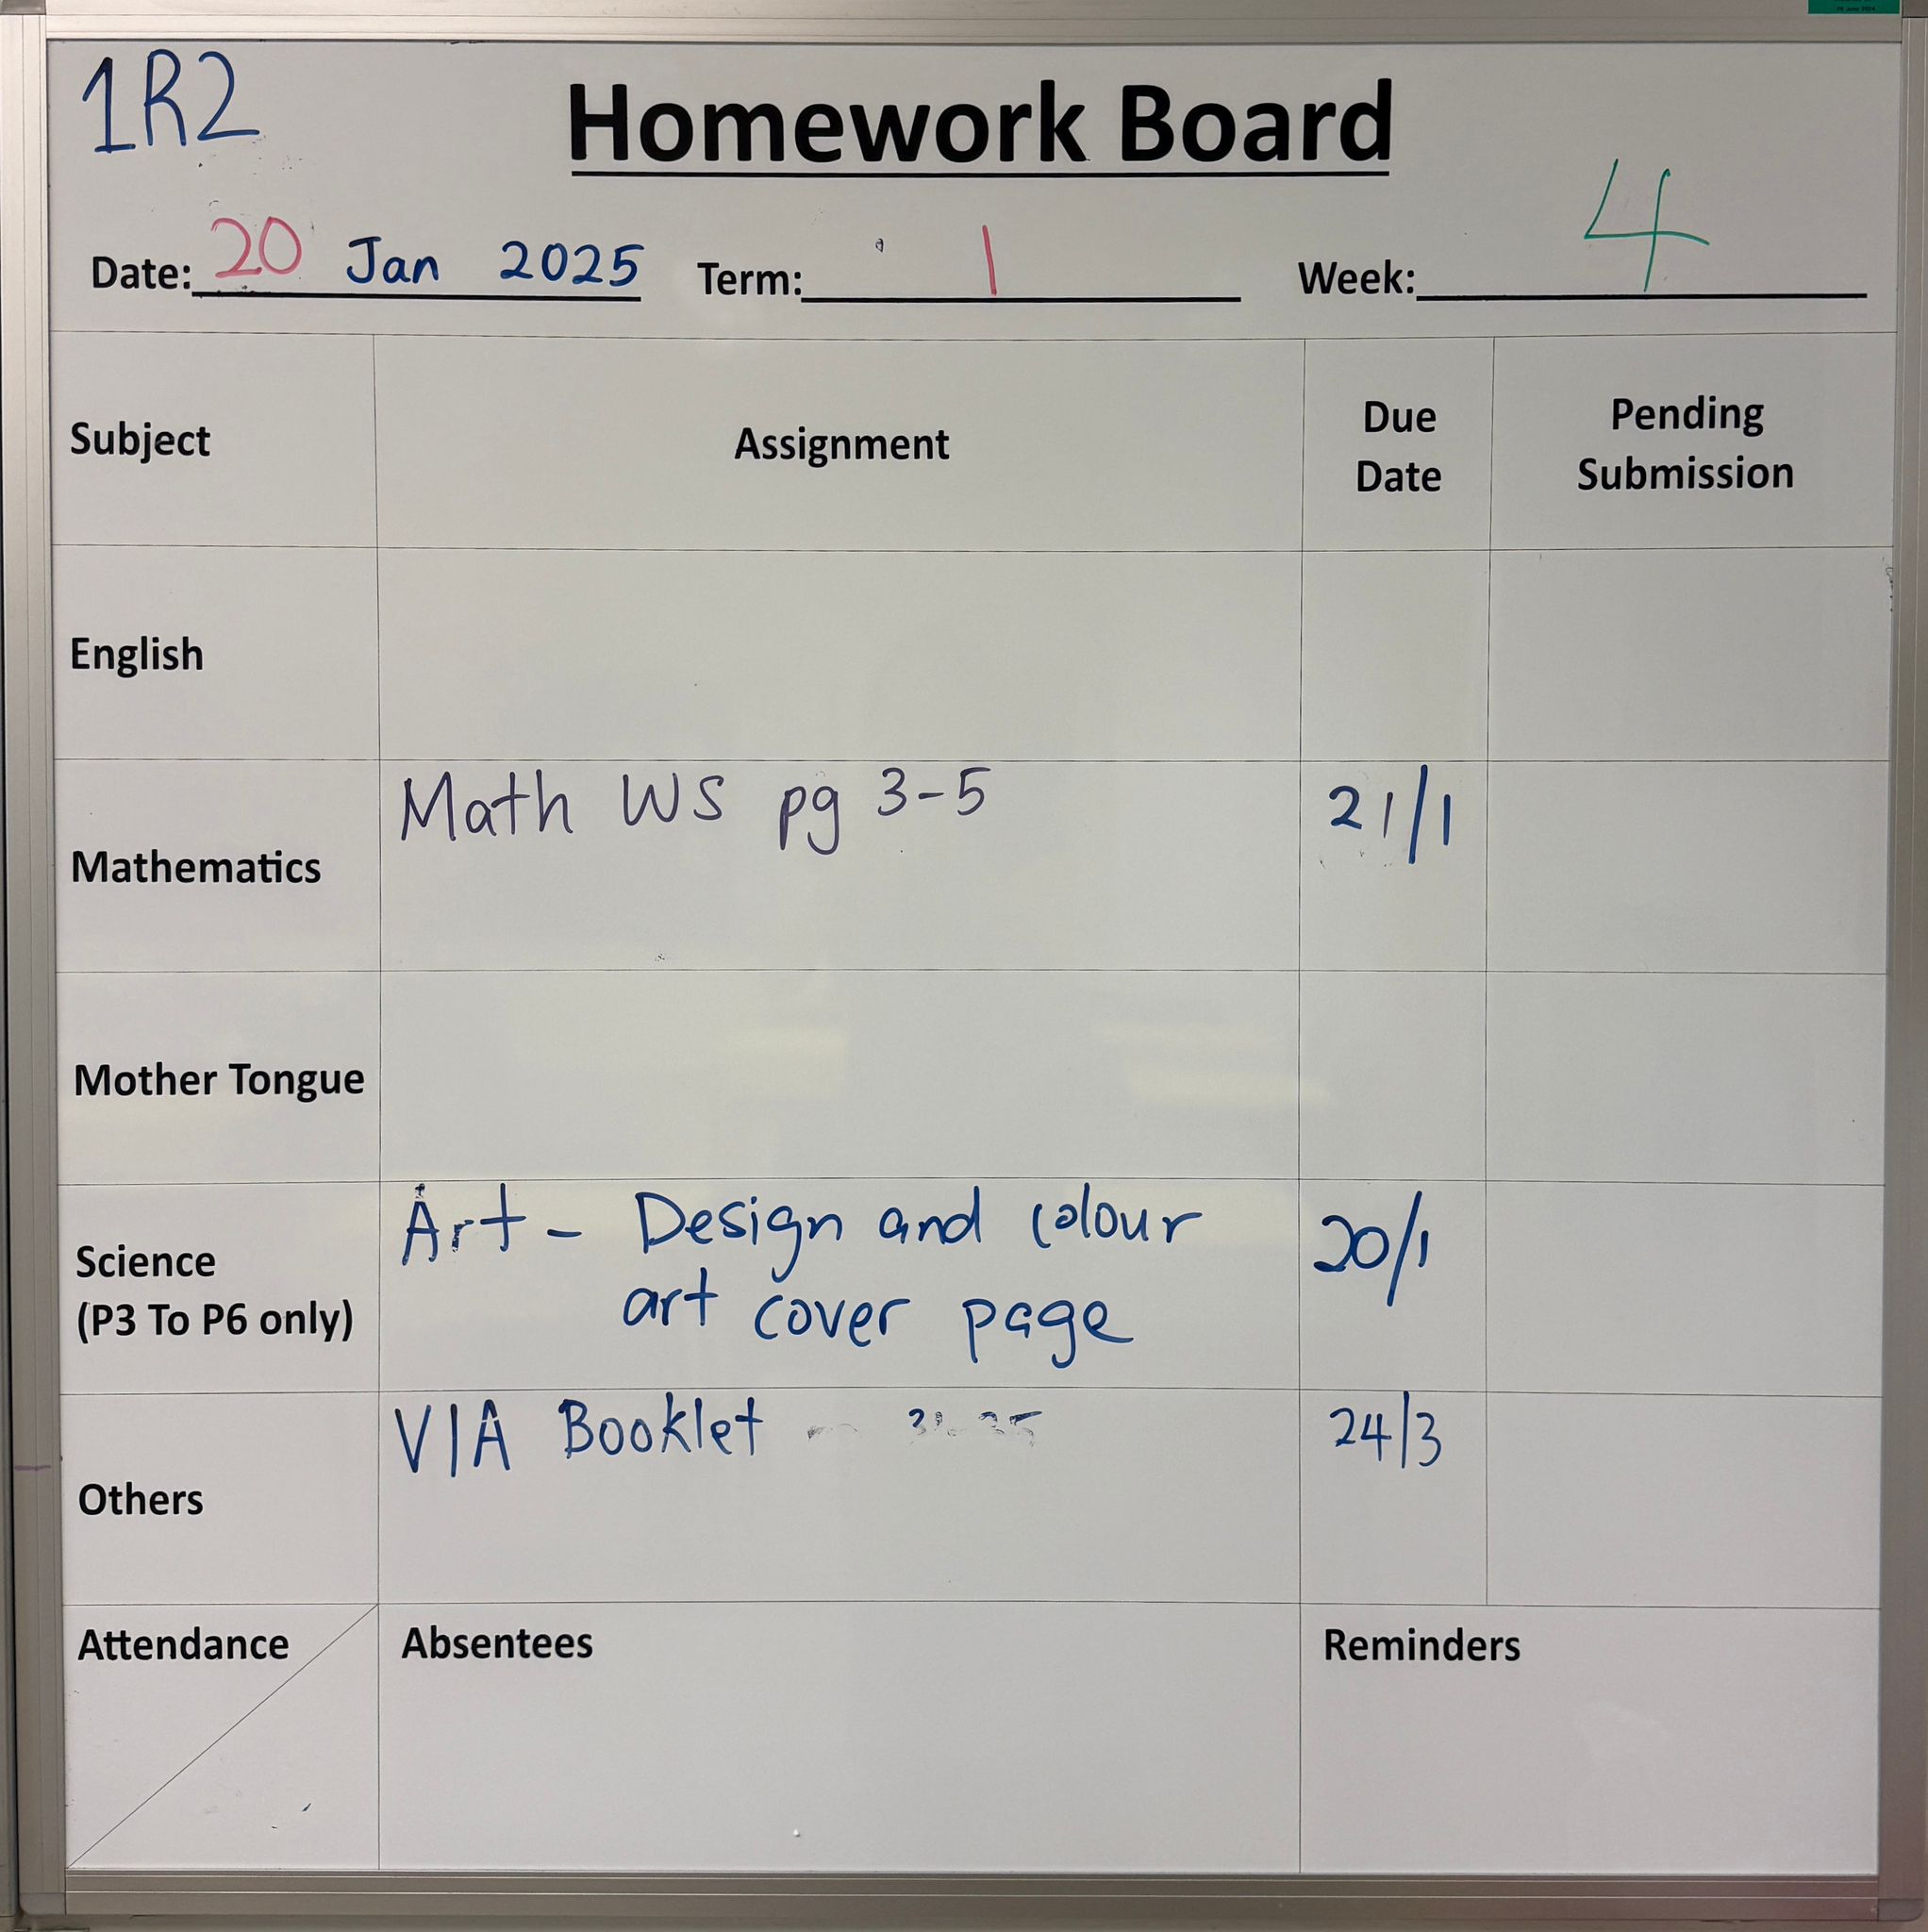 1R2
Homework Board
Date: 20 Jan 2025 Term: 1 Week: 4
Subject Assignment Due Date Pending Submission
English
Mathematics Math WS pg 3-5 21/1
Mother Tongue
Science (P3 To P6 only) Art - Design and colour art cover page 20/1
Others VIA Booklet 24/3
Attendance Absentees Reminders